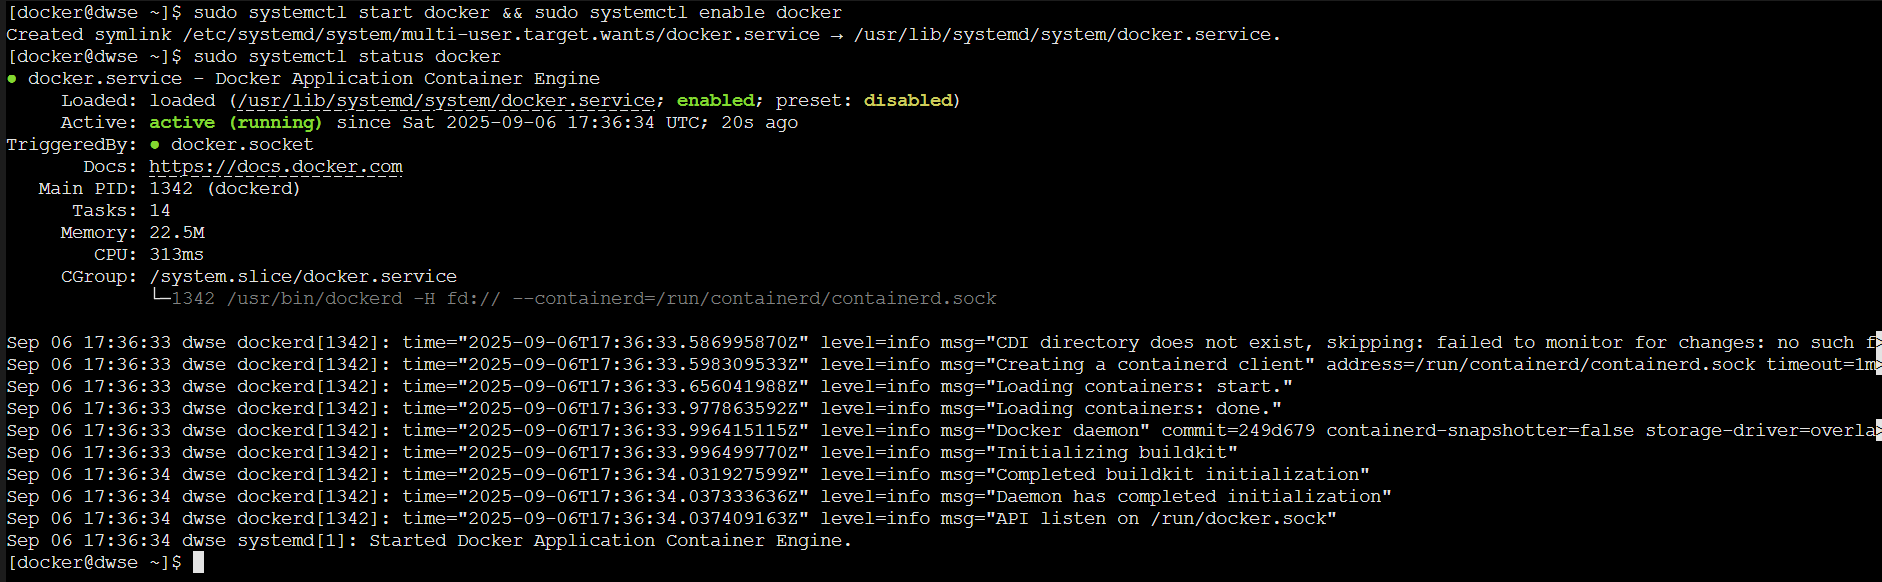 [docker@dwse ~]$ sudo systemctl start docker && sudo systemctl enable docker
Created symlink /etc/systemd/system/multi-user.target.wants/docker.service → /usr/lib/systemd/system/docker.service.
[docker@dwse ~]$ sudo systemctl status docker
● docker.service - Docker Application Container Engine
     Loaded: loaded (/usr/lib/systemd/system/docker.service; enabled; preset: disabled)
     Active: active (running) since Sat 2025-09-06 17:36:34 UTC; 20s ago
TriggeredBy: ● docker.socket
       Docs: https://docs.docker.com
   Main PID: 1342 (dockerd)
      Tasks: 14
     Memory: 22.5M
        CPU: 313ms
     CGroup: /system.slice/docker.service
             └─1342 /usr/bin/dockerd -H fd:// --containerd=/run/containerd/containerd.sock

Sep 06 17:36:33 dwse dockerd[1342]: time="2025-09-06T17:36:33.586995870Z" level=info msg="CDI directory does not exist, skipping: failed to monitor for changes: no such f>
Sep 06 17:36:33 dwse dockerd[1342]: time="2025-09-06T17:36:33.598309533Z" level=info msg="Creating a containerd client" address=/run/containerd/containerd.sock timeout=1m>
Sep 06 17:36:33 dwse dockerd[1342]: time="2025-09-06T17:36:33.656041988Z" level=info msg="Loading containers: start."
Sep 06 17:36:33 dwse dockerd[1342]: time="2025-09-06T17:36:33.977863592Z" level=info msg="Loading containers: done."
Sep 06 17:36:33 dwse dockerd[1342]: time="2025-09-06T17:36:33.996415115Z" level=info msg="Docker daemon" commit=249d679 containerd-snapshotter=false storage-driver=overla>
Sep 06 17:36:33 dwse dockerd[1342]: time="2025-09-06T17:36:33.996499770Z" level=info msg="Initializing buildkit"
Sep 06 17:36:34 dwse dockerd[1342]: time="2025-09-06T17:36:34.031927599Z" level=info msg="Completed buildkit initialization"
Sep 06 17:36:34 dwse dockerd[1342]: time="2025-09-06T17:36:34.037333636Z" level=info msg="Daemon has completed initialization"
Sep 06 17:36:34 dwse dockerd[1342]: time="2025-09-06T17:36:34.037409163Z" level=info msg="API listen on /run/docker.sock"
Sep 06 17:36:34 dwse systemd[1]: Started Docker Application Container Engine.
[docker@dwse ~]$